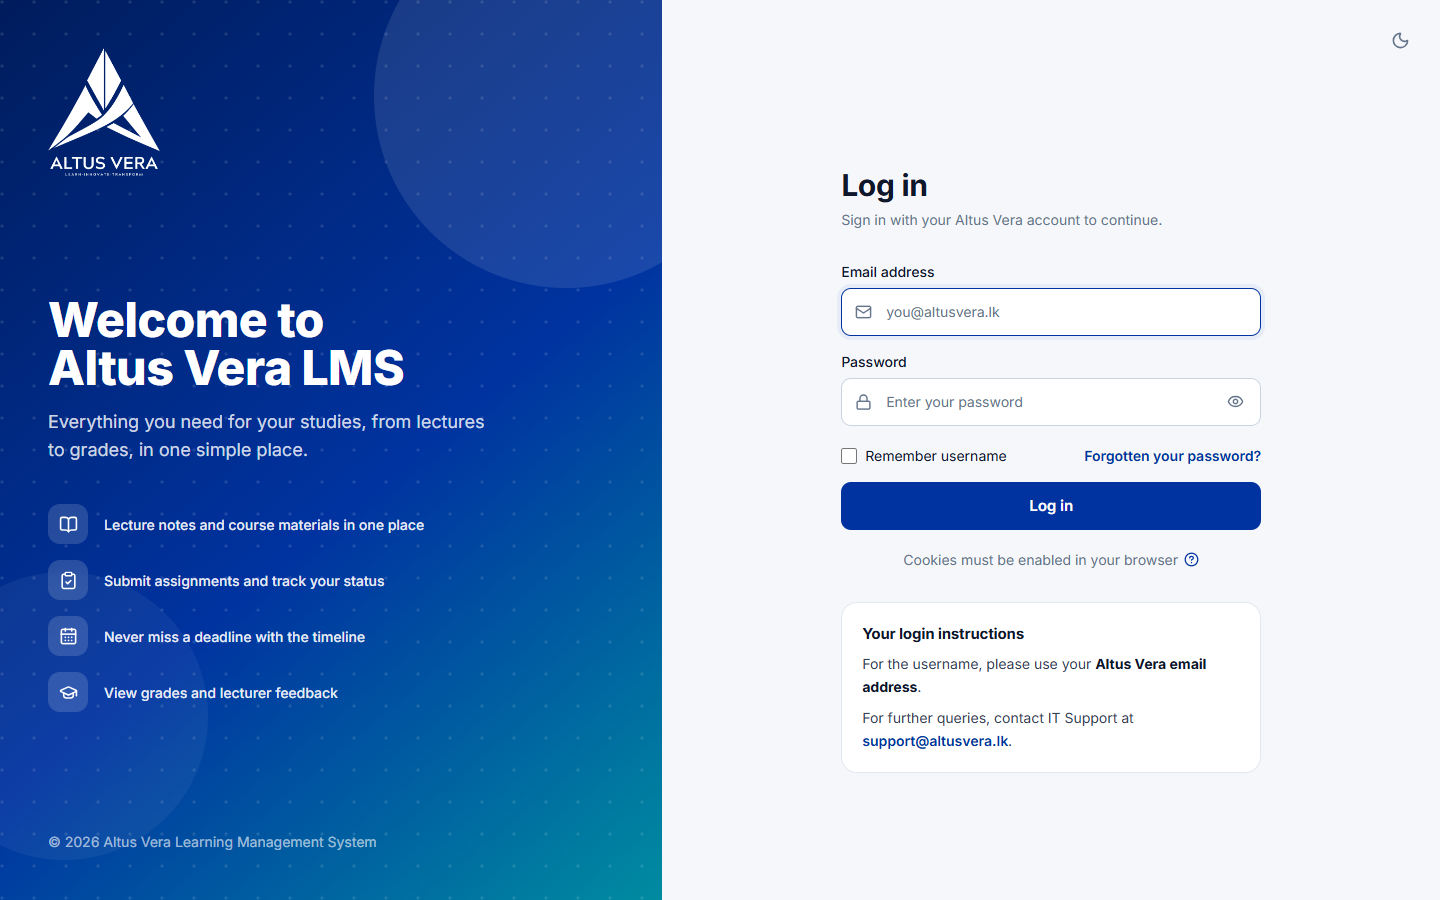 ALTUS VERA
LEARN·INNOVATE·TRANSFORM
Welcome to
Altus Vera LMS
Everything you need for your studies, from lectures
to grades, in one simple place.
Lecture notes and course materials in one place
Submit assignments and track your status
Never miss a deadline with the timeline
View grades and lecturer feedback
© 2026 Altus Vera Learning Management System
Log in
Sign in with your Altus Vera account to continue.
Email address
you@altusvera.lk
Password
Enter your password
Remember username
Forgotten your password?
Log in
Cookies must be enabled in your browser
Your login instructions
For the username, please use your Altus Vera email
address.
For further queries, contact IT Support at
support@altusvera.lk.